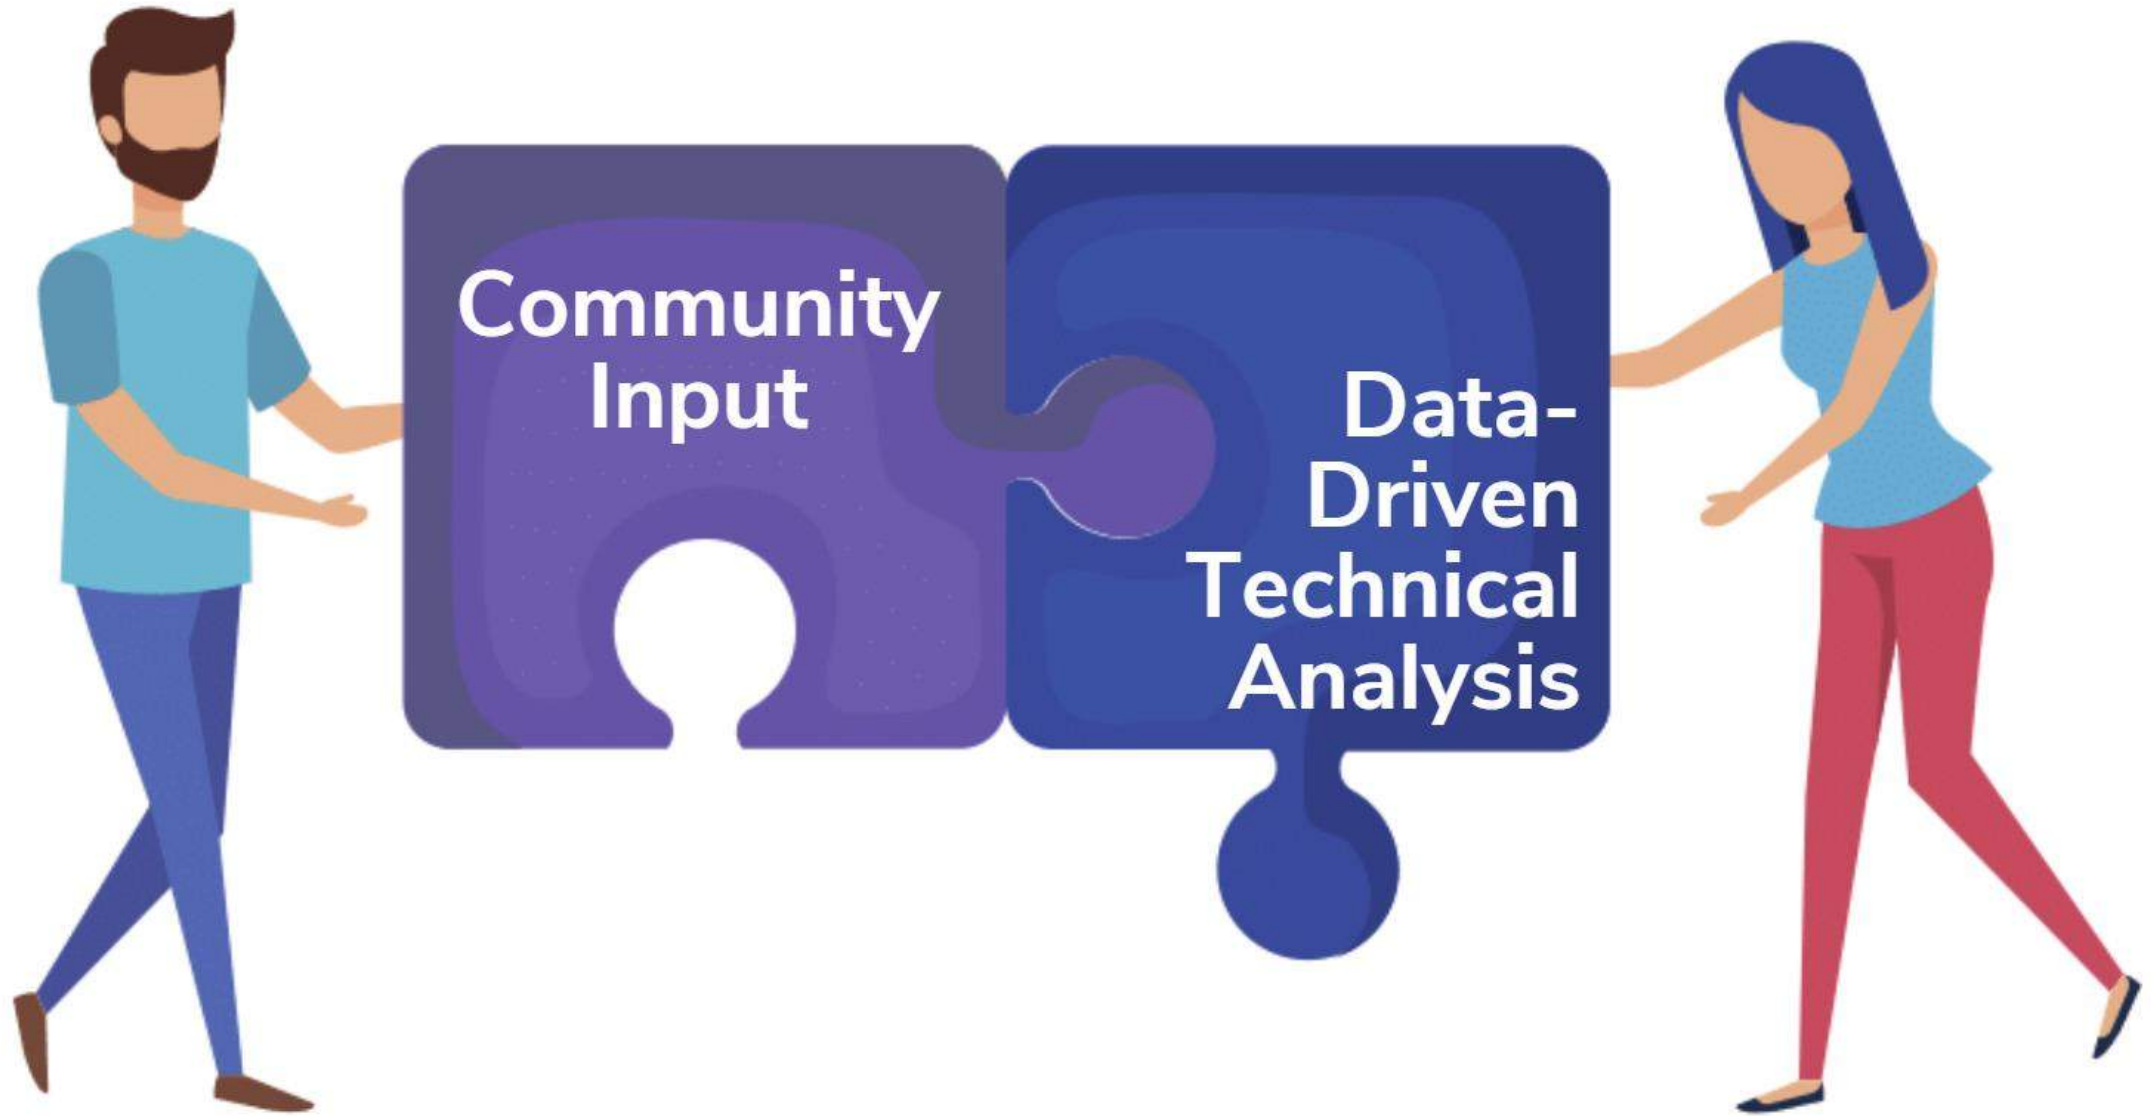 Community
Input
Data-
Driven
Technical
Analysis